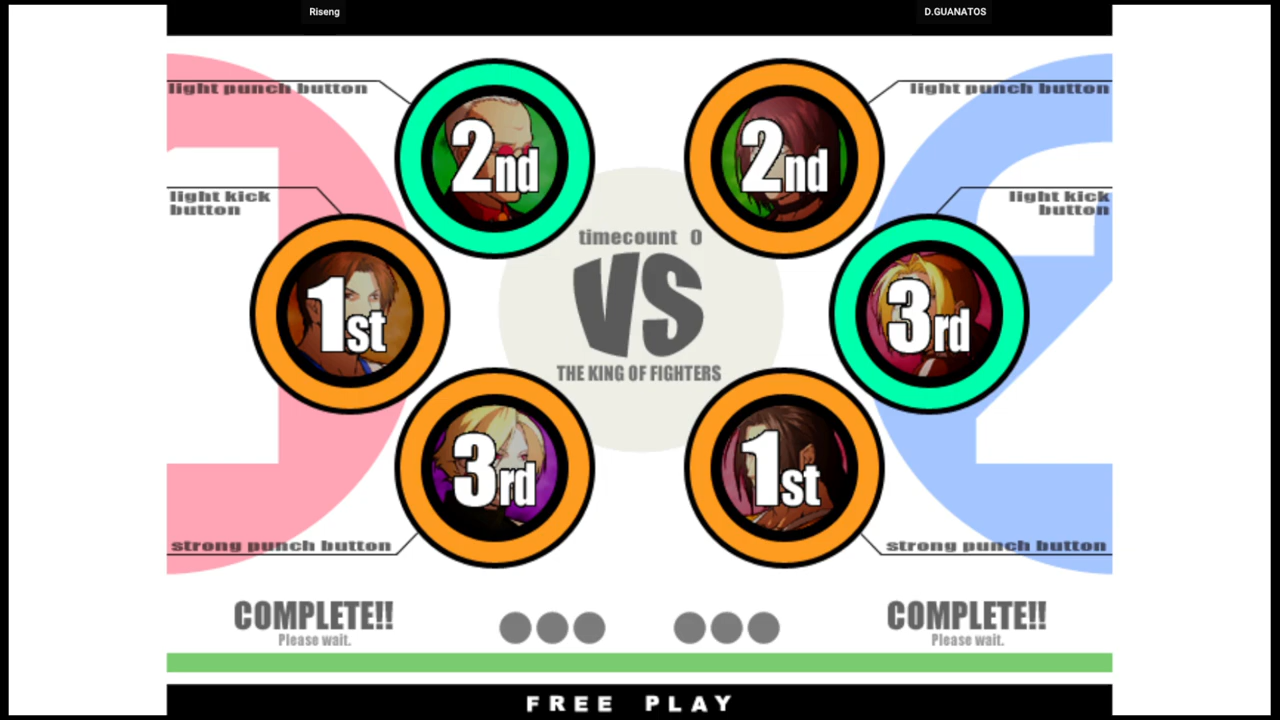 Riseng
D.GUANATOS
light punch button
light punch button
2nd
2nd
light kick
button
light kick
button
timecount 0
VS
THE KING OF FIGHTERS
1st
3rd
3rd
1st
strong punch button
strong punch button
COMPLETE!!
Please wait.
COMPLETE!!
Please wait.
FREE PLAY